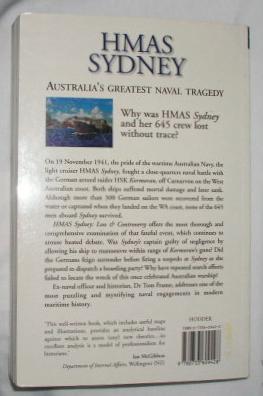 HMAS
SYDNEY
AUSTRALIA'S GREATEST NAVAL TRAGEDY
Why was HMAS Sydney
and her 645 crew lost
without trace?
On 19 November 1941, the pride of the wartime Australian Navy, the
light cruiser HMAS Sydney, fought a close-quarters naval battle with
the German armed raider HSK Kormoran, off Carnarvon on the West
Australian coast. Both ships suffered mortal damage and later sank.
Although more than 300 German sailors were recovered from the
water or captured when they landed on the WA coast, none of the 645
men aboard Sydney survived.
HMAS Sydney: Loss & Controversy offers the most thorough and
comprehensive examination of that fateful event, which continues to
arouse heated debate. Was Sydney's captain guilty of negligence by
allowing his ship to manoeuvre within range of Kormoran's guns? Did
the Germans feign surrender before firing a torpedo at Sydney as she
prepared to dispatch a boarding party? Why have repeated search efforts
failed to locate the wreck of this once celebrated Australian warship?
Ex-naval officer and historian, Dr Tom Frame, addresses one of the
most puzzling and mystifying naval engagements in modern
maritime history.
'This well-written book, which includes useful maps
and illustrations, provides an analytical baseline
against which to assess (any) new theories...its
excellent analysis is a model of professionalism for
historians.'
Ian McGibbon
Department of Internal Affairs, Wellington (NZ)
HODDER